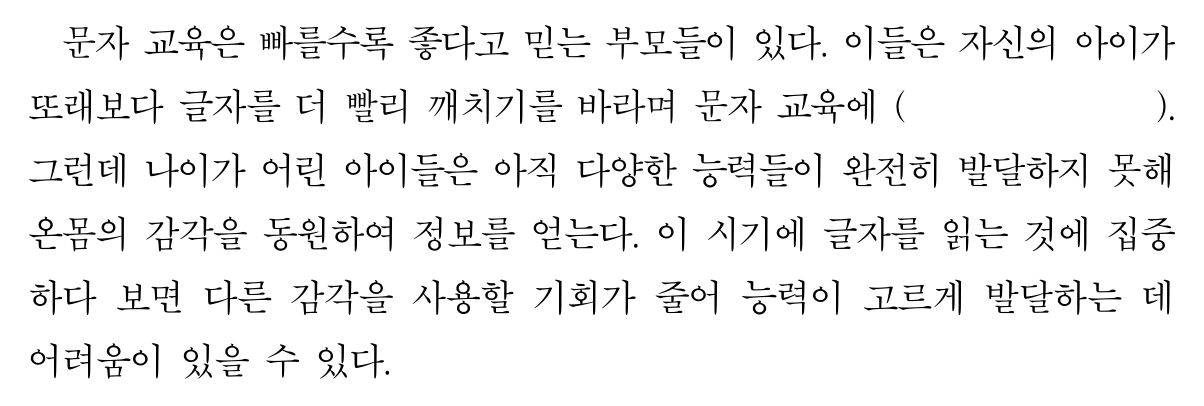 문자 교육은 빠를수록 좋다고 믿는 부모들이 있다. 이들은 자신의 아이가
또래보다 글자를 더 빨리 깨치기를 바라며 문자 교육에 (                    ).
그런데 나이가 어린 아이들은 아직 다양한 능력들이 완전히 발달하지 못해
온몸의 감각을 동원하여 정보를 얻는다. 이 시기에 글자를 읽는 것에 집중
하다 보면 다른 감각을 사용할 기회가 줄어 능력이 고르게 발달하는 데
어려움이 있을 수 있다.